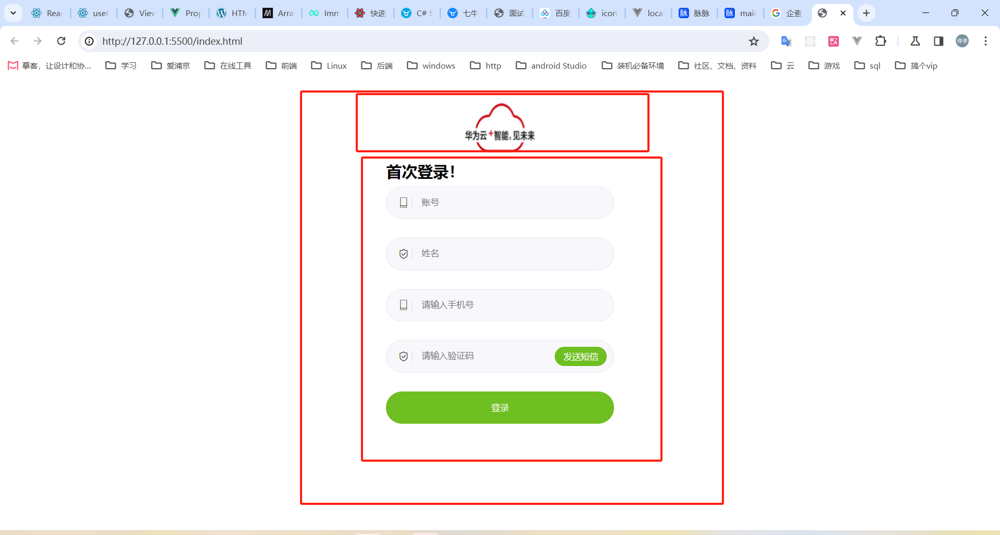 Reac
use
View
Prop
HTM
Arra
Imm
快速
C# S
七牛
面试
百度
icon
loca
脉脉
mai
企查
http://127.0.0.1:5500/index.html
得孝
摹客，让设计和协...
学习
爱浦京
在线工具
前端
Linux
后端
windows
http
android Studio
装机必备环境
社区、文档、资料
云
游戏
sql
搞个vip
华为云+智能,见未来
首次登录！
账号
姓名
请输入手机号
请输入验证码
发送短信
登录